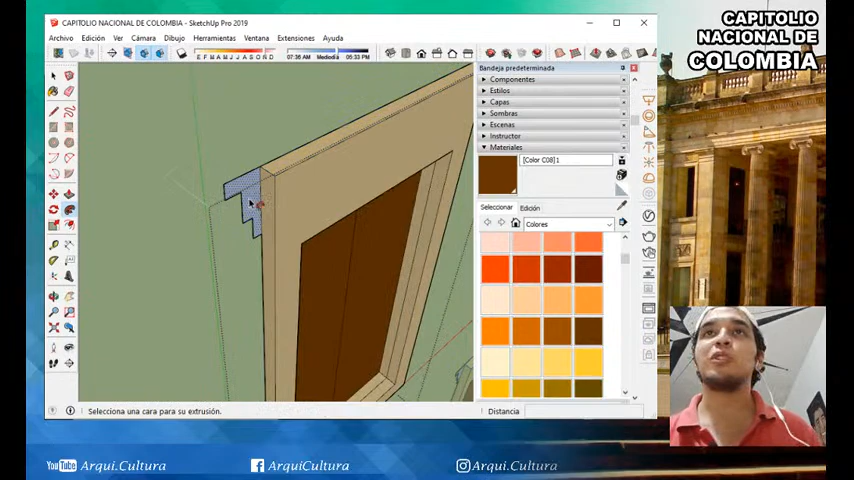 CAPITOLIO NACIONAL DE COLOMBIA - SketchUp Pro 2019
Archivo Edición Ver Cámara Dibujo Herramientas Ventana Extensiones Ayuda
E F M A M J J A S O N D 07:36 AM Mediodía 05:33 PM
Bandeja predeterminada
Componentes
Estilos
Capas
Sombras
Escenas
Instructor
Materiales
[Color C08]1
Seleccionar Edición
Colores
Selecciona una cara para su extrusión.
Distancia
CAPITOLIO
NACIONAL DE
COLOMBIA
YouTube Arqui.Cultura
ArquiCultura
Arqui.Cultura